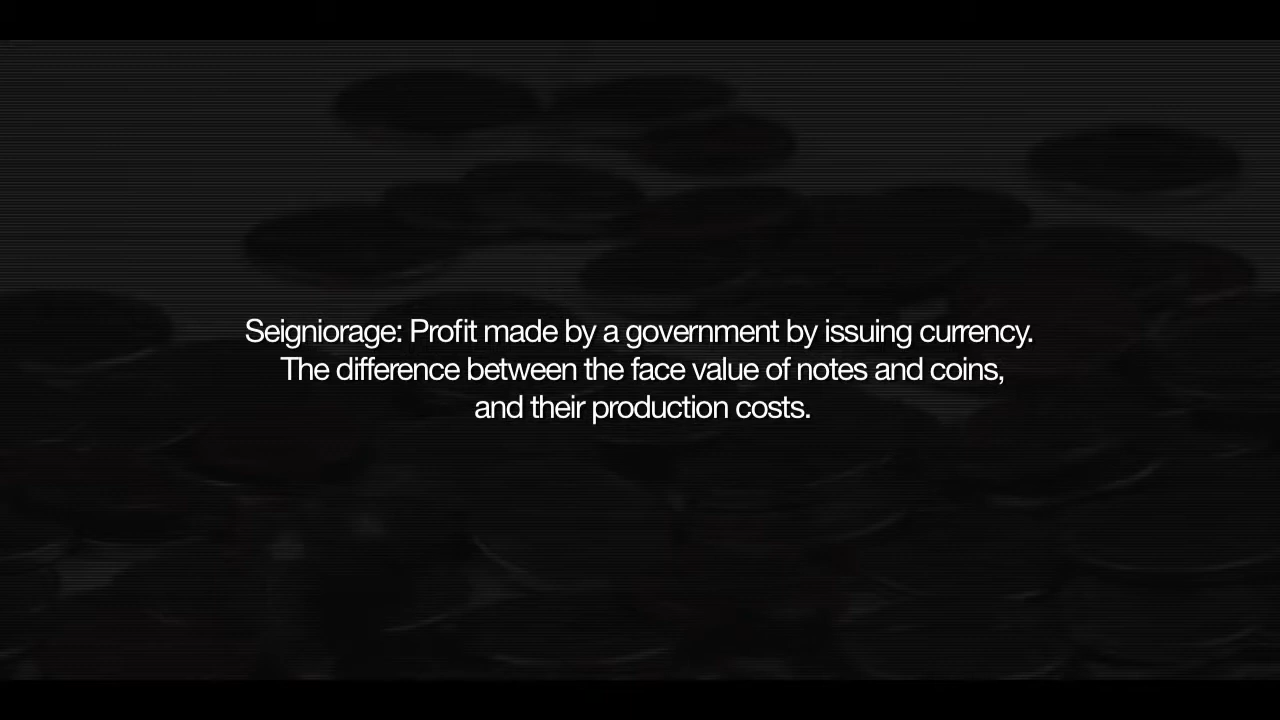 Seigniorage: Profit made by a government by issuing currency.
The difference between the face value of notes and coins,
and their production costs.